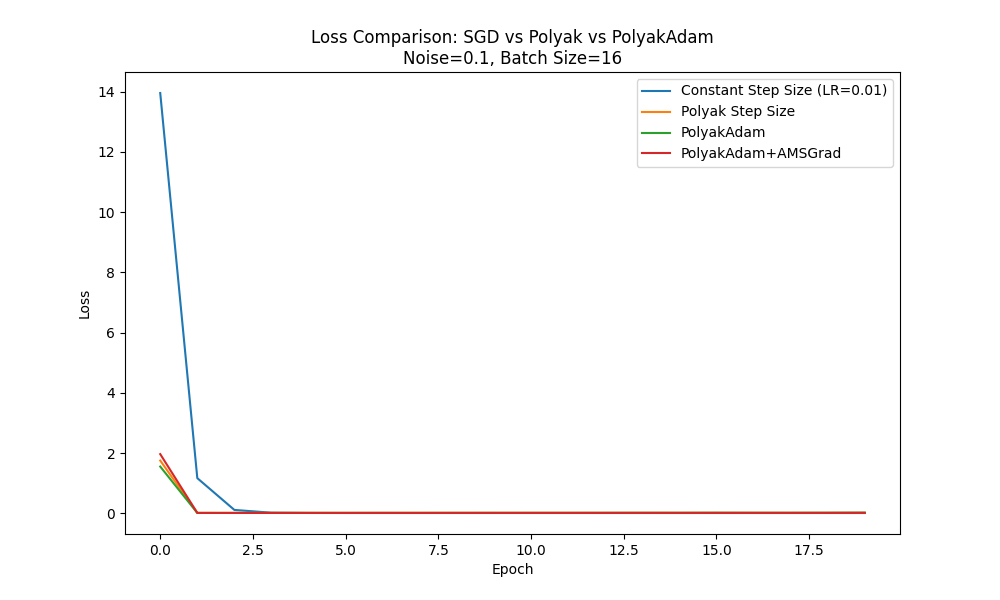 Loss Comparison: SGD vs Polyak vs PolyakAdam
Noise=0.1, Batch Size=16
Constant Step Size (LR=0.01)
Polyak Step Size
PolyakAdam
PolyakAdam+AMSGrad
14
12
10
8
6
4
2
0
Loss
0.0 2.5 5.0 7.5 10.0 12.5 15.0 17.5
Epoch